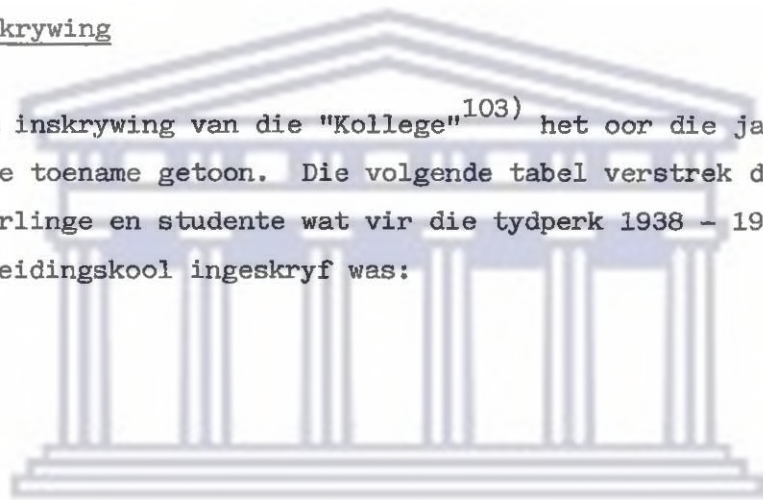 krywing
inskrywing van die "Kollege"103) het oor die ja
e toename getoon. Die volgende tabel verstrek d
rlinge en studente wat vir die tydperk 1938 – 19
eidingskool ingeskryf was: